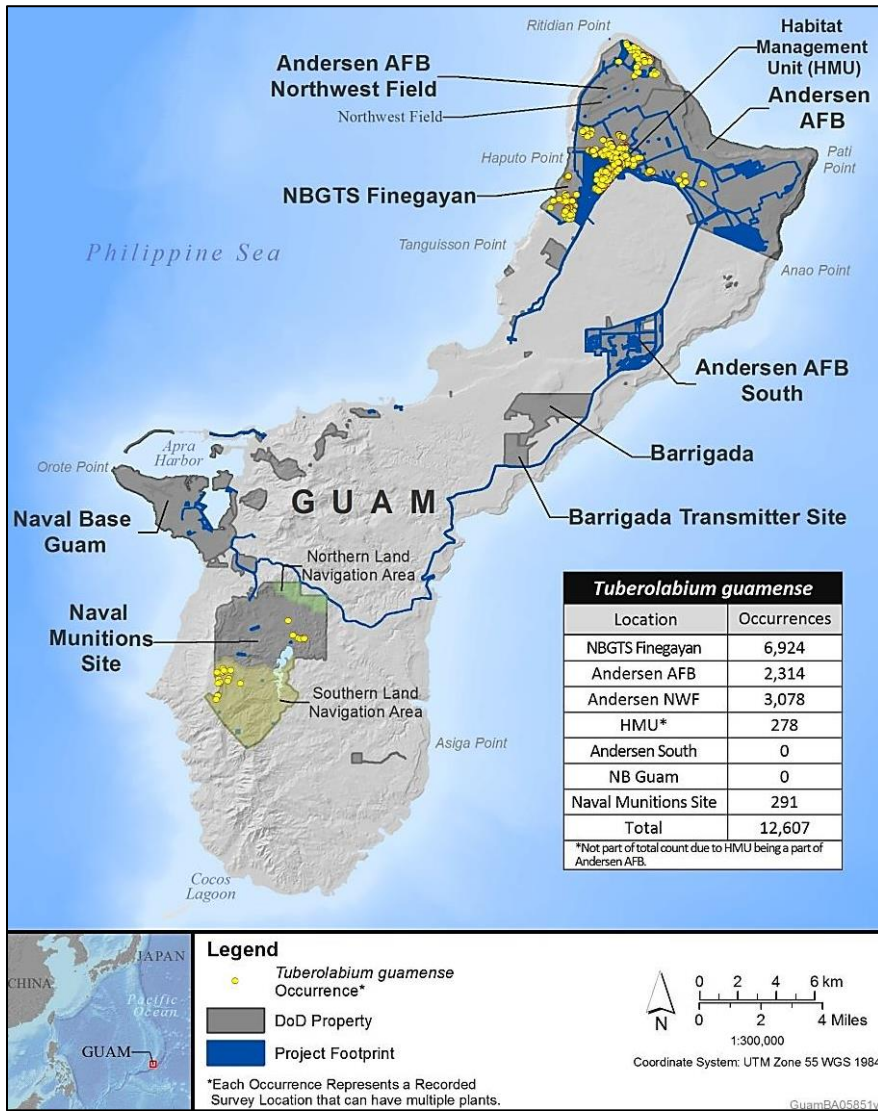 Ritidian Point
Habitat
Management
Unit (HMU)
Andersen AFB
Northwest Field
Northwest Field
Andersen
AFB
Haputo Point
Pati
Point
NBGTS Finegayan
Philippine Sea
Tanguisson Point
Anao Point
Andersen AFB
South
Apra
Harbor
Orote Point
Barrigada
GUAM
Naval Base
Guam
Barrigada Transmitter Site
Northern Land
Navigation Area
Naval
Munitions
Site
Southern Land
Navigation Area
Asiga Point
Cocos
Lagoon
Tuberolabium guamense
Location Occurrences
NBGTS Finegayan 6,924
Andersen AFB 2,314
Andersen NWF 3,078
HMU* 278
Andersen South 0
NB Guam 0
Naval Munitions Site 291
Total 12,607
*Not part of total count due to HMU being a part of
Andersen AFB.
CHINA
JAPAN
Pacific
Ocean
GUAM
Legend
Tuberolabium guamense
Occurrence*
DoD Property
Project Footprint
*Each Occurrence Represents a Recorded
Survey Location that can have multiple plants.
N
0 2 4 6 km
0 2 4 Miles
1:300,000
Coordinate System: UTM Zone 55 WGS 1984
GuamBA05851v